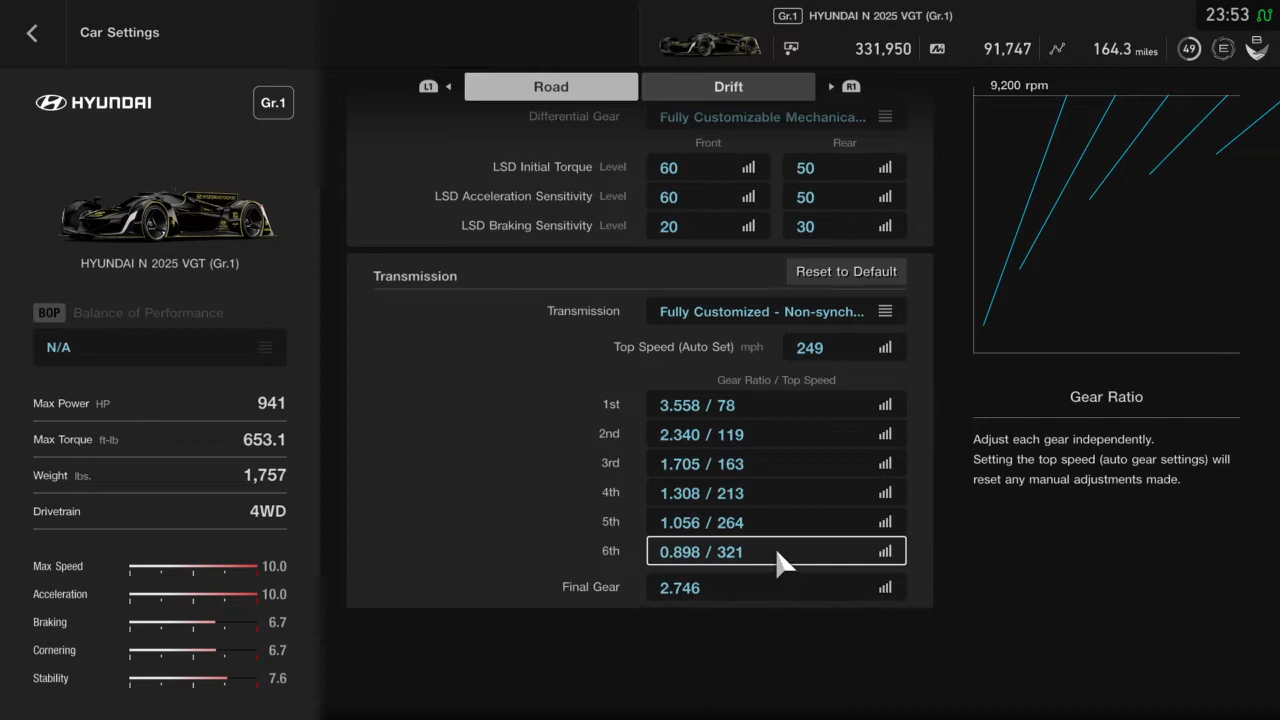 Car Settings
Gr.1 HYUNDAI N 2025 VGT (Gr.1)
23:53
331,950 91,747 164.3 miles 49 E B
HYUNDAI Gr.1
HYUNDAI N 2025 VGT (Gr.1)
BOP Balance of Performance
N/A
Max Power HP 941
Max Torque ft-lb 653.1
Weight lbs. 1,757
Drivetrain 4WD
Max Speed 10.0
Acceleration 10.0
Braking 6.7
Cornering 6.7
Stability 7.6
L1 Road Drift R1
Differential Gear Fully Customizable Mechanica...
Front Rear
LSD Initial Torque Level 60 50
LSD Acceleration Sensitivity Level 60 50
LSD Braking Sensitivity Level 20 30
Transmission Reset to Default
Transmission Fully Customized - Non-synch...
Top Speed (Auto Set) mph 249
Gear Ratio / Top Speed
1st 3.558 / 78
2nd 2.340 / 119
3rd 1.705 / 163
4th 1.308 / 213
5th 1.056 / 264
6th 0.898 / 321
Final Gear 2.746
9,200 rpm
Gear Ratio
Adjust each gear independently.
Setting the top speed (auto gear settings) will
reset any manual adjustments made.